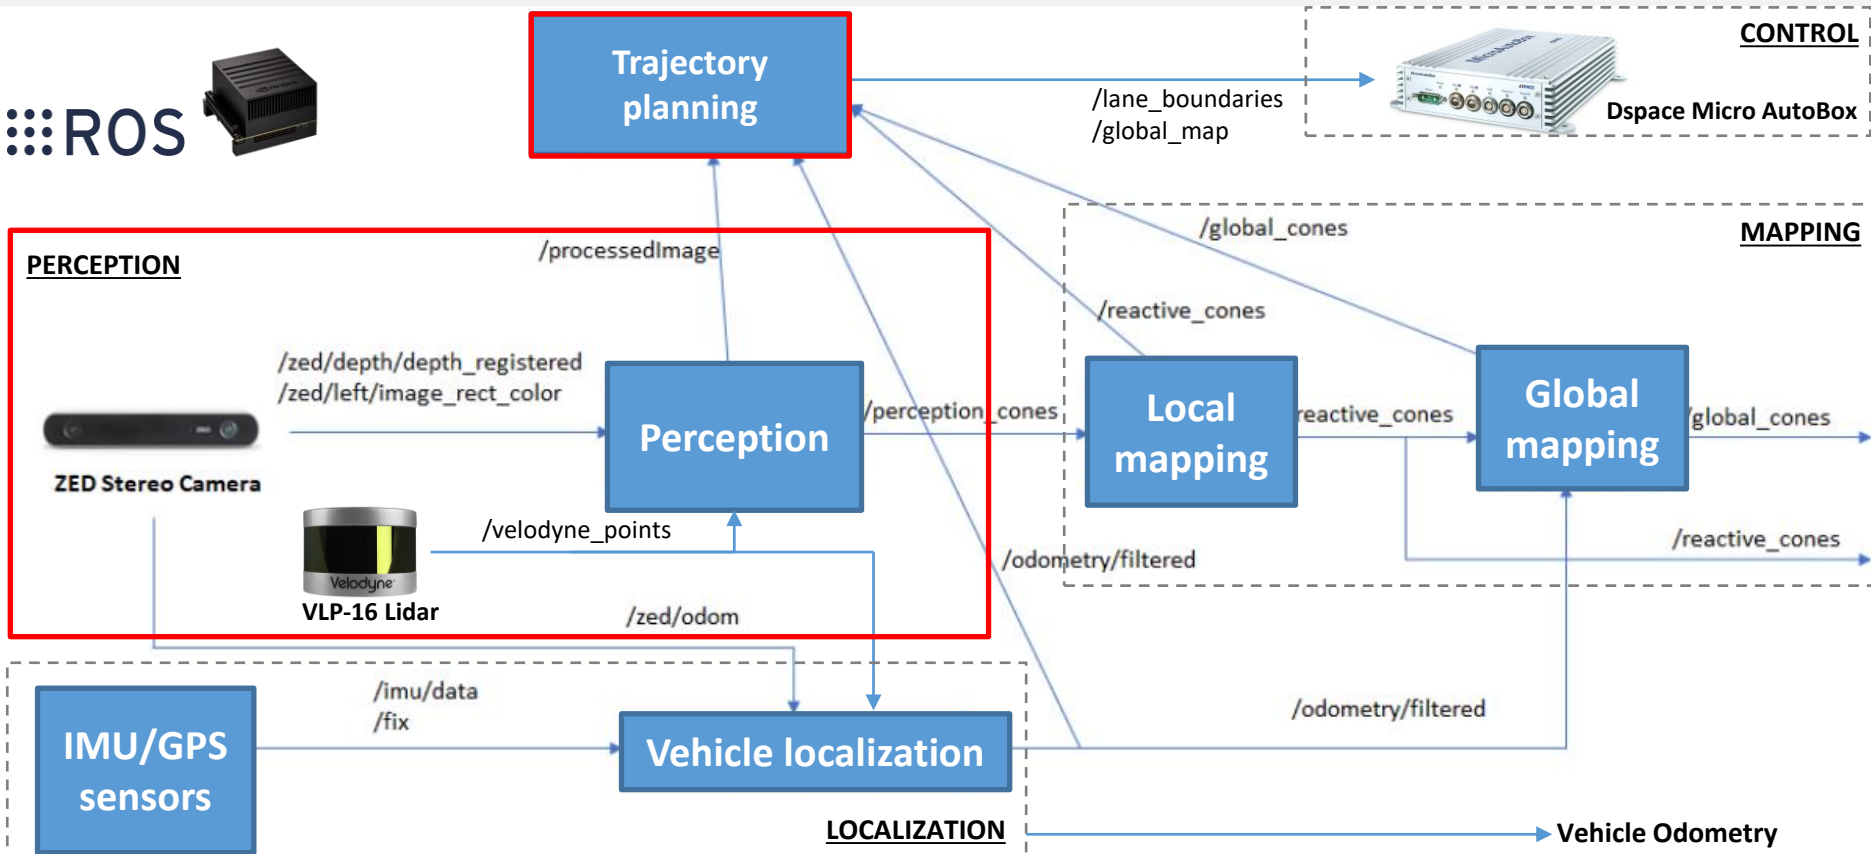 ROS
Trajectory
planning
/lane_boundaries
/global_map
CONTROL
MicroAutoBox
Dspace Micro AutoBox
PERCEPTION
/processedImage
/global_cones
MAPPING
/reactive_cones
/zed/depth/depth_registered
/zed/left/image_rect_color
ZED Stereo Camera
Perception
/perception_cones
Local
mapping
reactive_cones
Global
mapping
/global_cones
/reactive_cones
/velodyne_points
Velodyne
VLP-16 Lidar
/odometry/filtered
/zed/odom
IMU/GPS
sensors
/imu/data
/fix
Vehicle localization
/odometry/filtered
LOCALIZATION
Vehicle Odometry